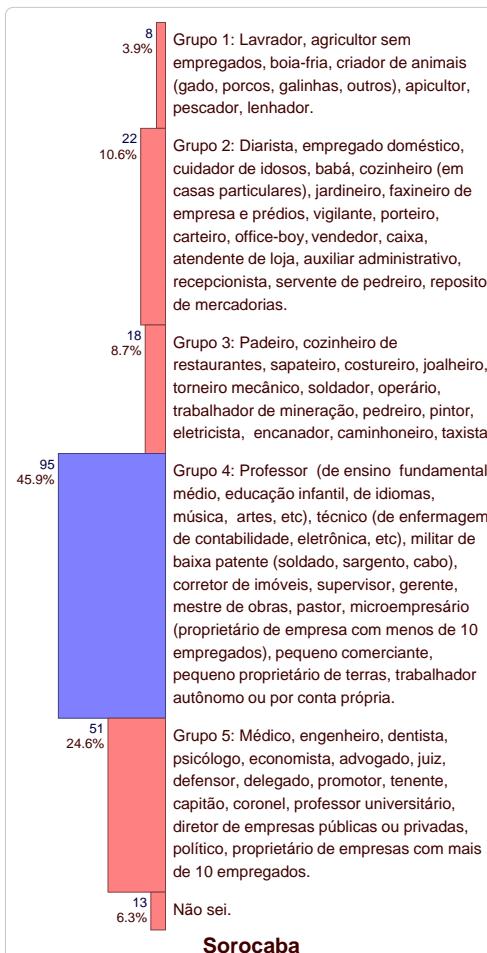 8
3.9%
Grupo 1: Lavrador, agricultor sem
empregados, boia-fria, criador de animais
(gado, porcos, galinhas, outros), apicultor,
pescador, lenhador.
22
10.6%
Grupo 2: Diarista, empregado doméstico,
cuidador de idosos, babá, cozinheiro (em
casas particulares), jardineiro, faxineiro de
empresa e prédios, vigilante, porteiro,
carteiro, office-boy, vendedor, caixa,
atendente de loja, auxiliar administrativo,
recepcionista, servente de pedreiro, reposito
de mercadorias.
18
8.7%
Grupo 3: Padeiro, cozinheiro de
restaurantes, sapateiro, costureiro, joalheiro,
torneiro mecânico, soldador, operário,
trabalhador de mineração, pedreiro, pintor,
eletricista, encanador, caminhoneiro, taxista
95
45.9%
Grupo 4: Professor (de ensino fundamental
médio, educação infantil, de idiomas,
música, artes, etc), técnico (de enfermagem
de contabilidade, eletrônica, etc), militar de
baixa patente (soldado, sargento, cabo),
corretor de imóveis, supervisor, gerente,
mestre de obras, pastor, microempresário
(proprietário de empresa com menos de 10
empregados), pequeno comerciante,
pequeno proprietário de terras, trabalhador
autônomo ou por conta própria.
51
24.6%
Grupo 5: Médico, engenheiro, dentista,
psicólogo, economista, advogado, juiz,
defensor, delegado, promotor, tenente,
capitão, coronel, professor universitário,
diretor de empresas públicas ou privadas,
político, proprietário de empresas com mais
de 10 empregados.
13
6.3%
Não sei.
Sorocaba